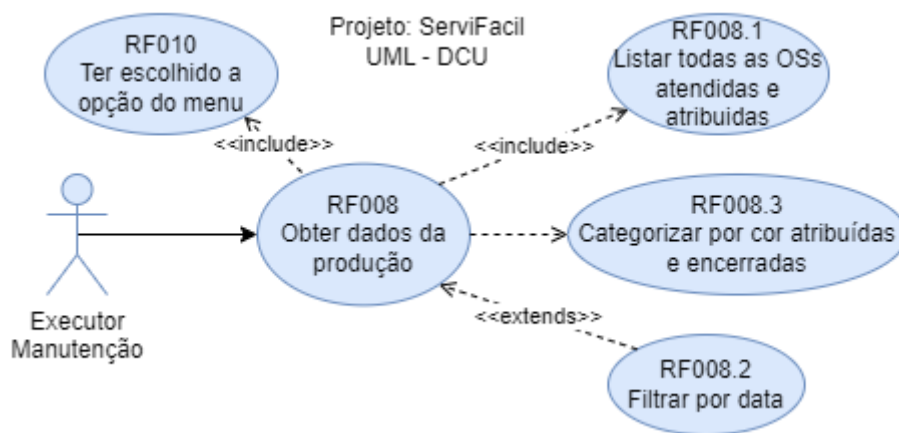 Projeto: ServiFacil
UML - DCU
RF010
Ter escolhido a
opção do menu
RF008.1
Listar todas as OSs
atendidas e
atribuidas
<<include>>
<<include>>
RF008
Obter dados da
produção
RF008.3
Categorizar por cor atribuídas
e encerradas
Executor
Manutenção
<<extends>>
RF008.2
Filtrar por data